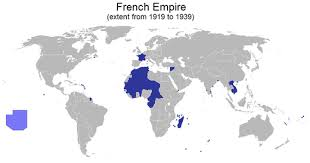 French Empire
(extent from 1919 to 1939)